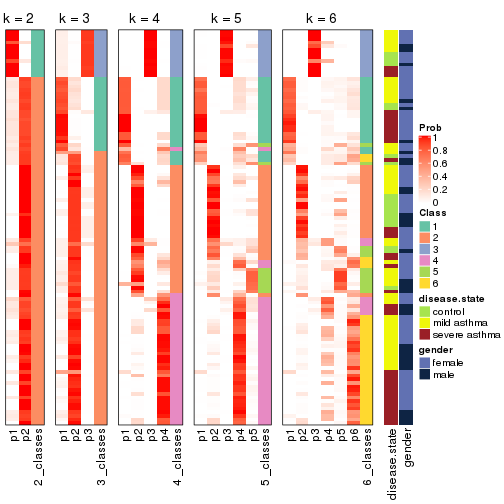 k = 2 k = 3 k = 4 k = 5 k = 6
p1 p2 2_classes p1 p2 p3 3_classes p1 p2 p3 p4 4_classes p1 p2 p3 p4 p5 5_classes p1 p2 p3 p4 p5 p6 6_classes disease.state gender
Prob
1
0.8
0.6
0.4
0.2
0
Class
1
2
3
4
5
6
disease.state
control
mild asthma
severe asthma
gender
female
male